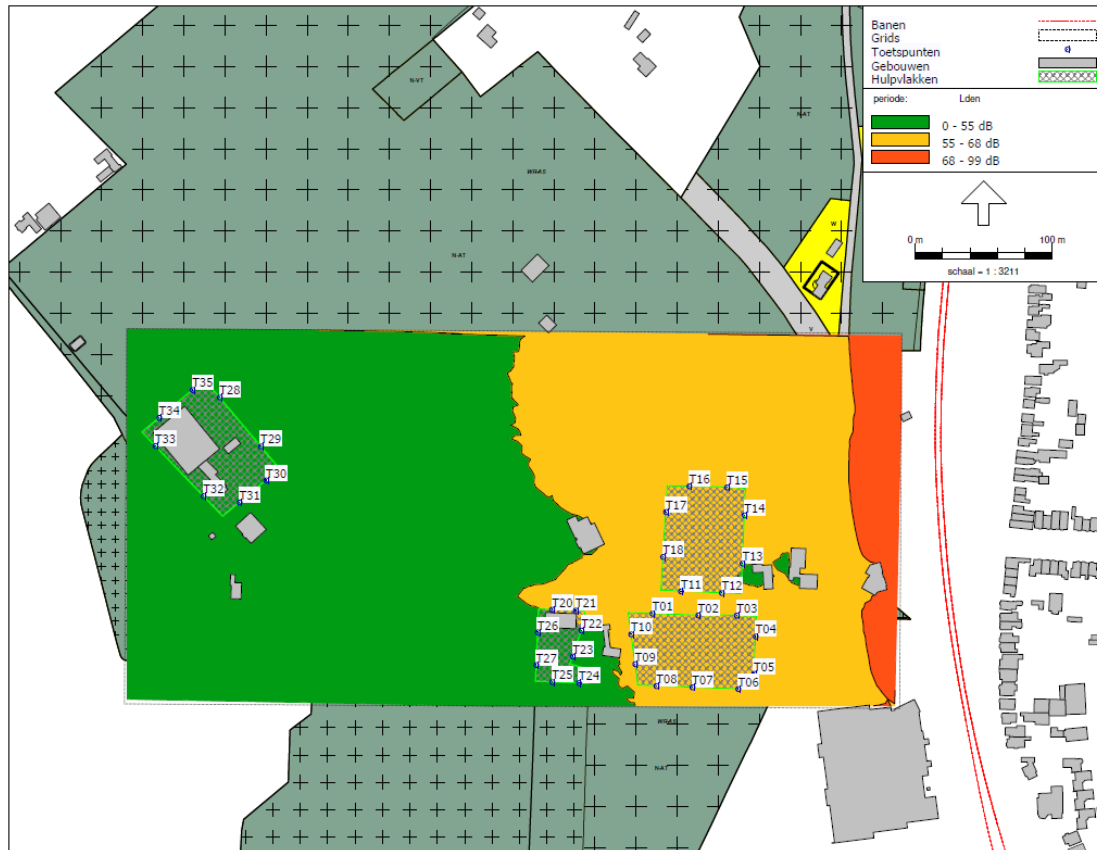 Banen
Grids
Toetspunten
Gebouwen
Hulpvlakken
periode: Lden
0 - 55 dB
55 - 68 dB
68 - 99 dB
0 m 100 m
schaal = 1 : 3211
N-VT
N-AT
WRAS
W
N-AT
V
T35
T28
T34
T33
T29
T30
T32
T31
T16
T15
T17
T14
T18
T13
T11
T12
T20
T21
T01
T02
T03
T26
T22
T10
T04
T23
T27
T09
T05
T25
T24
T08
T07
T06
WRAS
N-AT